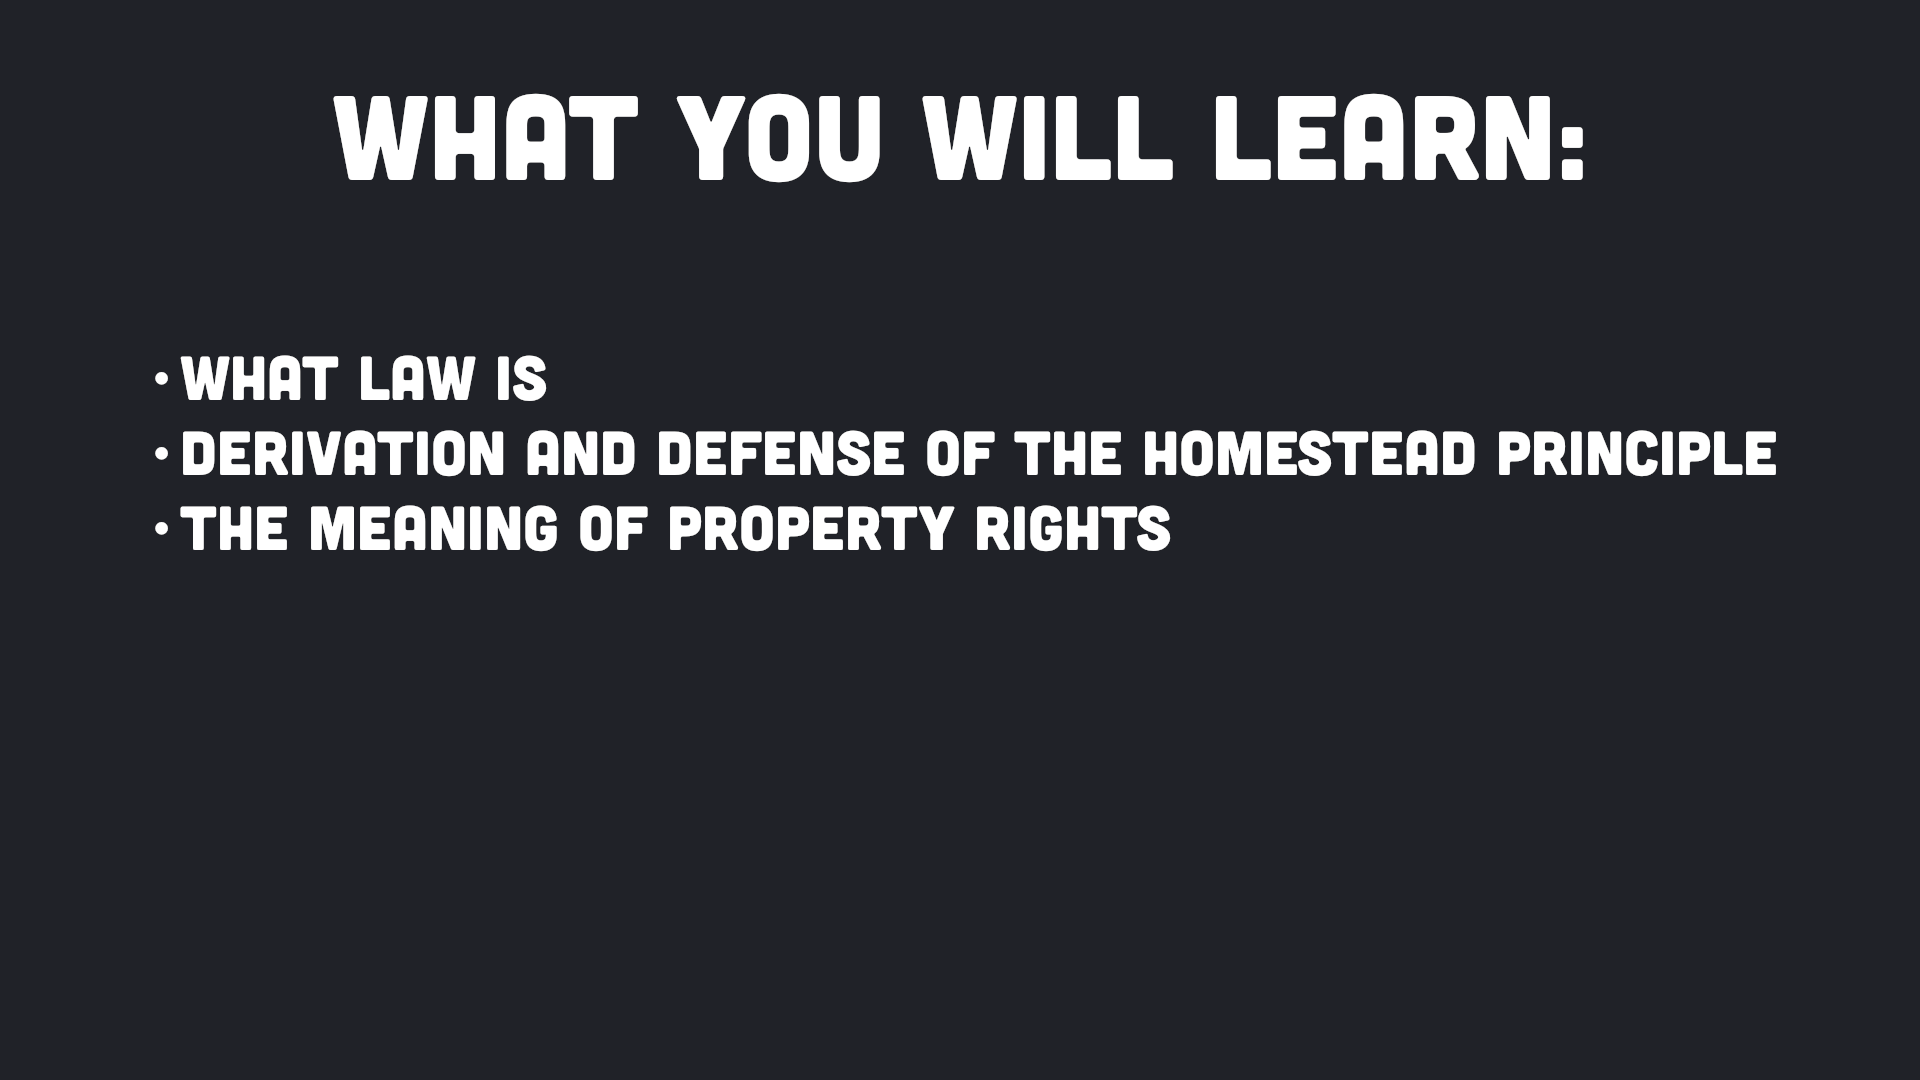 WHAT YOU WILL LEARN:
• WHAT LAW IS
• DERIVATION AND DEFENSE OF THE HOMESTEAD PRINCIPLE
• THE MEANING OF PROPERTY RIGHTS